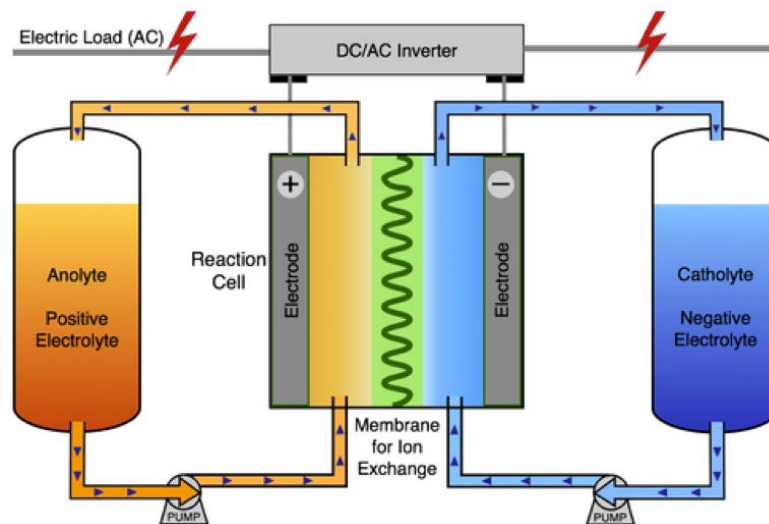 Electric Load (AC)
DC/AC Inverter
+
−
Reaction
Cell
Electrode
Electrode
Anolyte
Positive
Electrolyte
Catholyte
Negative
Electrolyte
Membrane
for Ion
Exchange
PUMP
PUMP